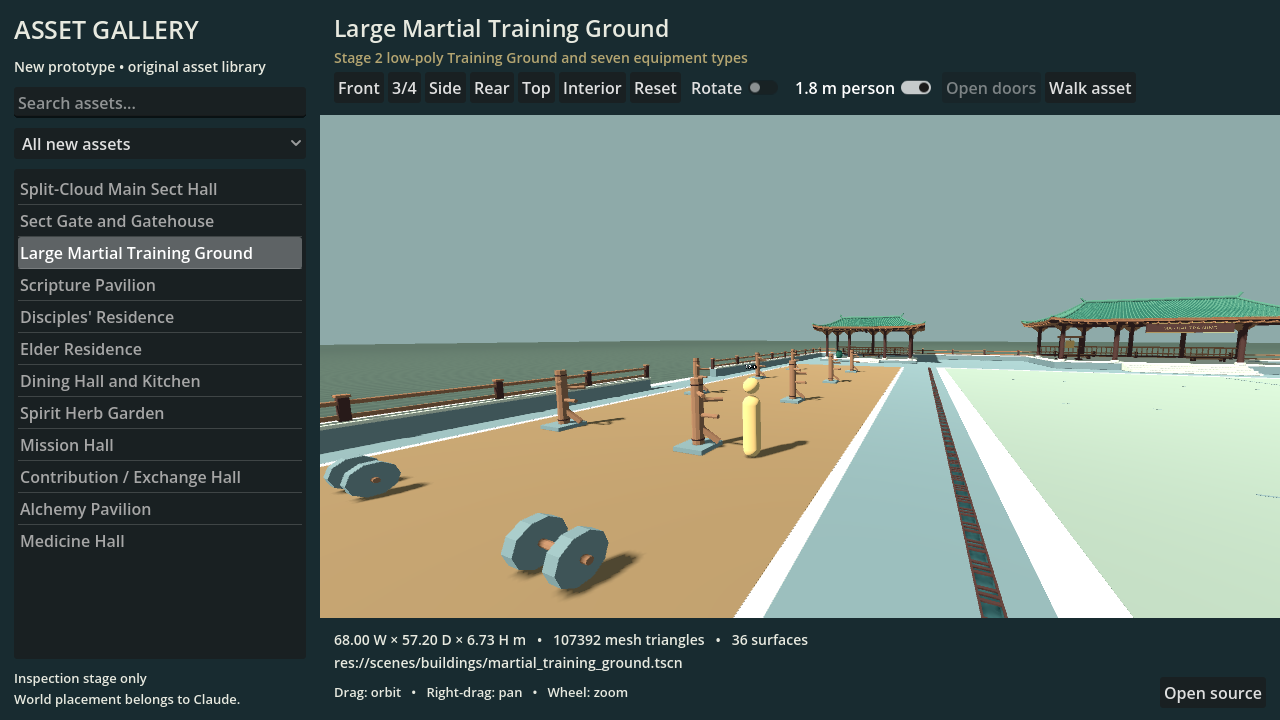 ASSET GALLERY
New prototype • original asset library
Search assets...
All new assets
Split-Cloud Main Sect Hall
Sect Gate and Gatehouse
Large Martial Training Ground
Scripture Pavilion
Disciples' Residence
Elder Residence
Dining Hall and Kitchen
Spirit Herb Garden
Mission Hall
Contribution / Exchange Hall
Alchemy Pavilion
Medicine Hall
Inspection stage only
World placement belongs to Claude.
Large Martial Training Ground
Stage 2 low-poly Training Ground and seven equipment types
Front 3/4 Side Rear Top Interior Reset Rotate 1.8 m person Open doors Walk asset
MARTIAL TRAINING
68.00 W × 57.20 D × 6.73 H m • 107392 mesh triangles • 36 surfaces
res://scenes/buildings/martial_training_ground.tscn
Drag: orbit • Right-drag: pan • Wheel: zoom
Open source